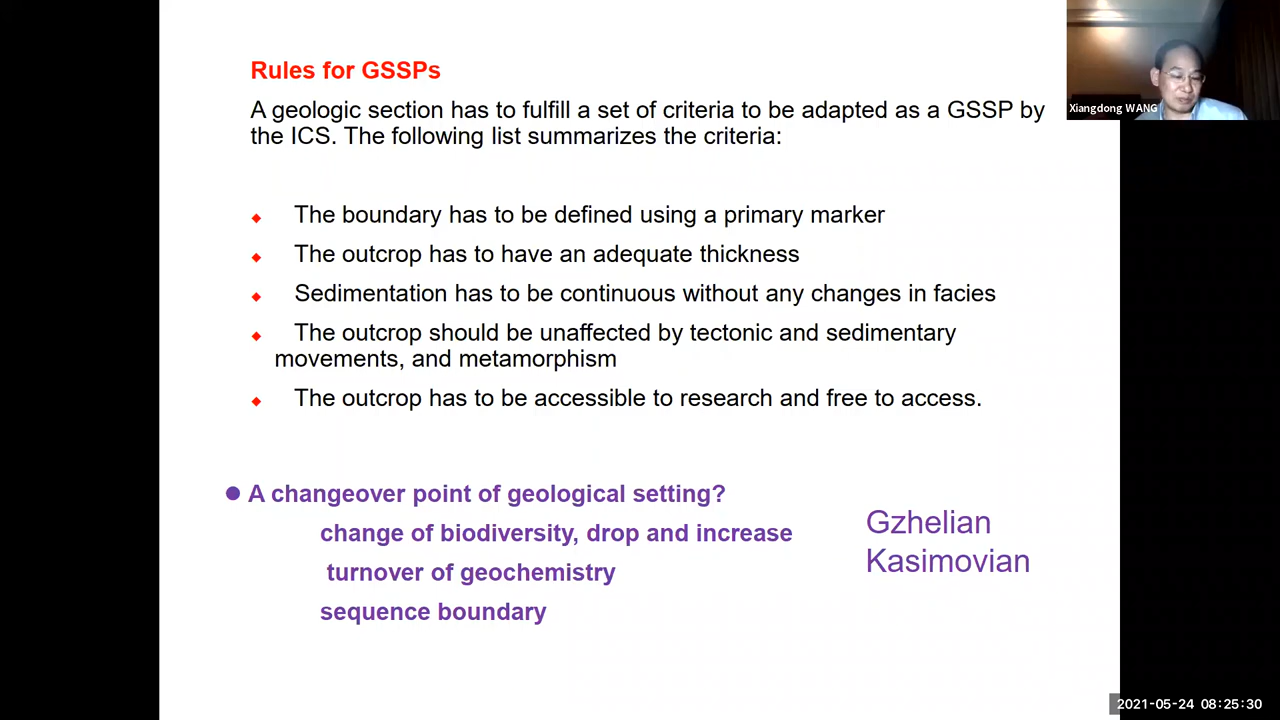 Rules for GSSPs
A geologic section has to fulfill a set of criteria to be adapted as a GSSP by
the ICS. The following list summarizes the criteria:
The boundary has to be defined using a primary marker
The outcrop has to have an adequate thickness
Sedimentation has to be continuous without any changes in facies
The outcrop should be unaffected by tectonic and sedimentary
movements, and metamorphism
The outcrop has to be accessible to research and free to access.
A changeover point of geological setting?
change of biodiversity, drop and increase
turnover of geochemistry
sequence boundary
Gzhelian
Kasimovian
Xiangdong WANG
2021-05-24 08:25:30